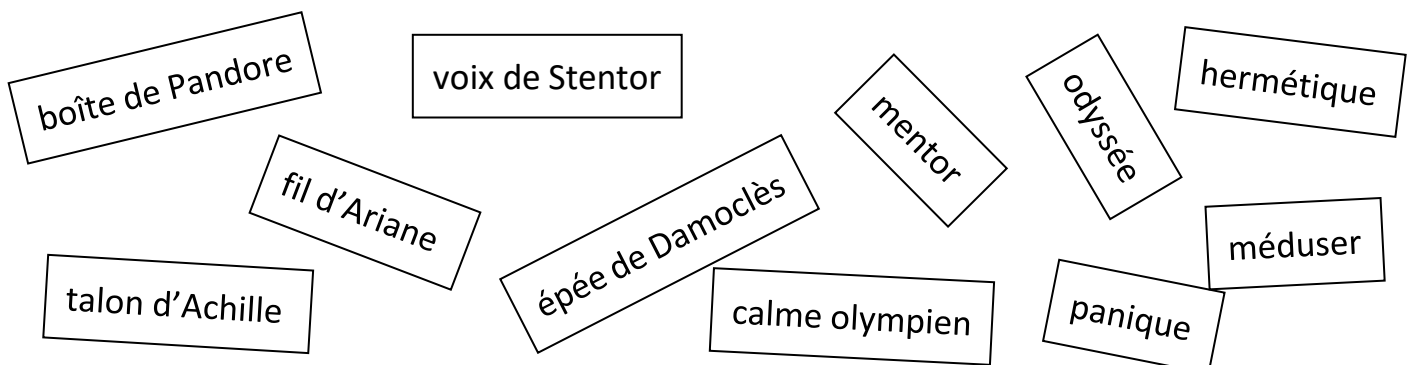 boîte de Pandore
voix de Stentor
mentor
odyssée
hermétique
fil d’Ariane
épée de Damoclès
méduser
talon d’Achille
calme olympien
panique